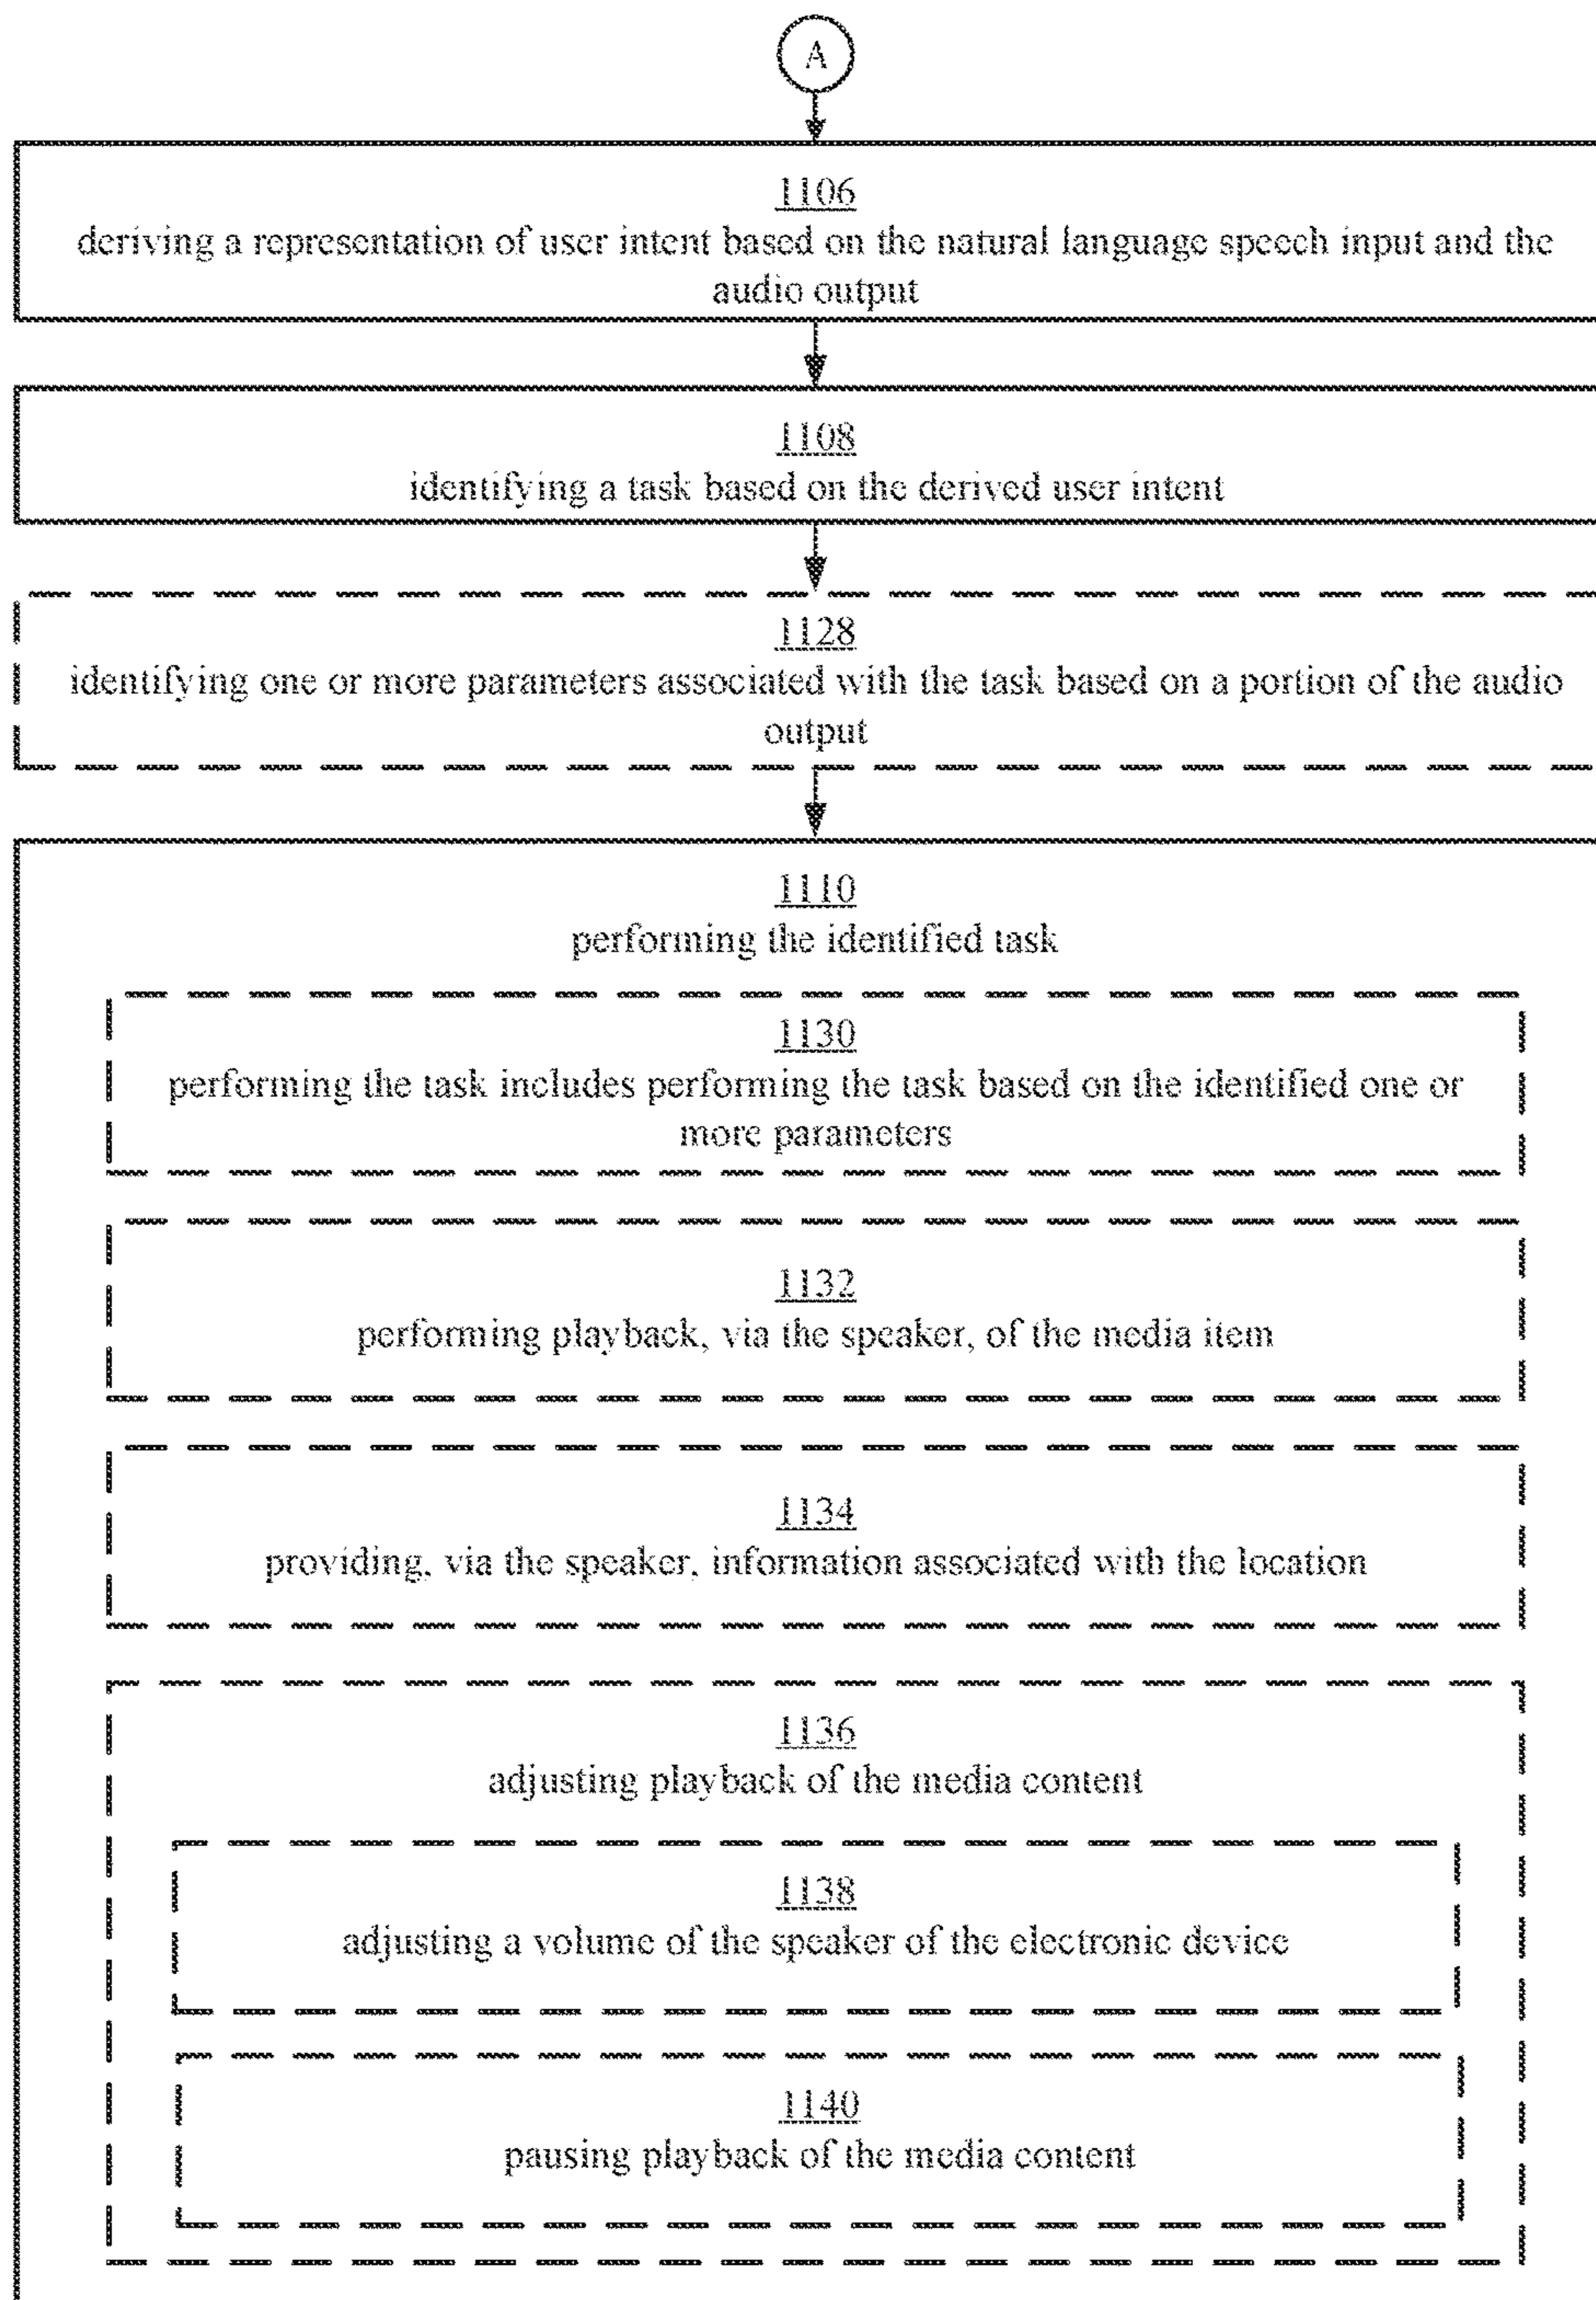 A
1106
deriving a representation of user intent based on the natural language speech input and the
audio output
1108
identifying a task based on the derived user intent
1128
identifying one or more parameters associated with the task based on a portion of the audio
output
1110
performing the identified task
1130
performing the task includes performing the task based on the identified one or
more parameters
1132
performing playback, via the speaker, of the media item
1134
providing, via the speaker, information associated with the location
1136
adjusting playback of the media content
1138
adjusting a volume of the speaker of the electronic device
1140
pausing playback of the media content